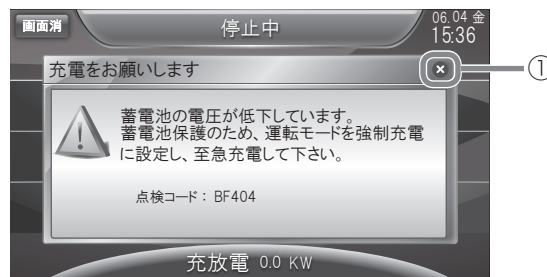 画面消
停止中
06.04 金
15:36
充電をお願いします
①
蓄電池の電圧が低下しています。
蓄電池保護のため、運転モードを強制充電
に設定し、至急充電して下さい。
点検コード： BF404
充放電 0.0 KW